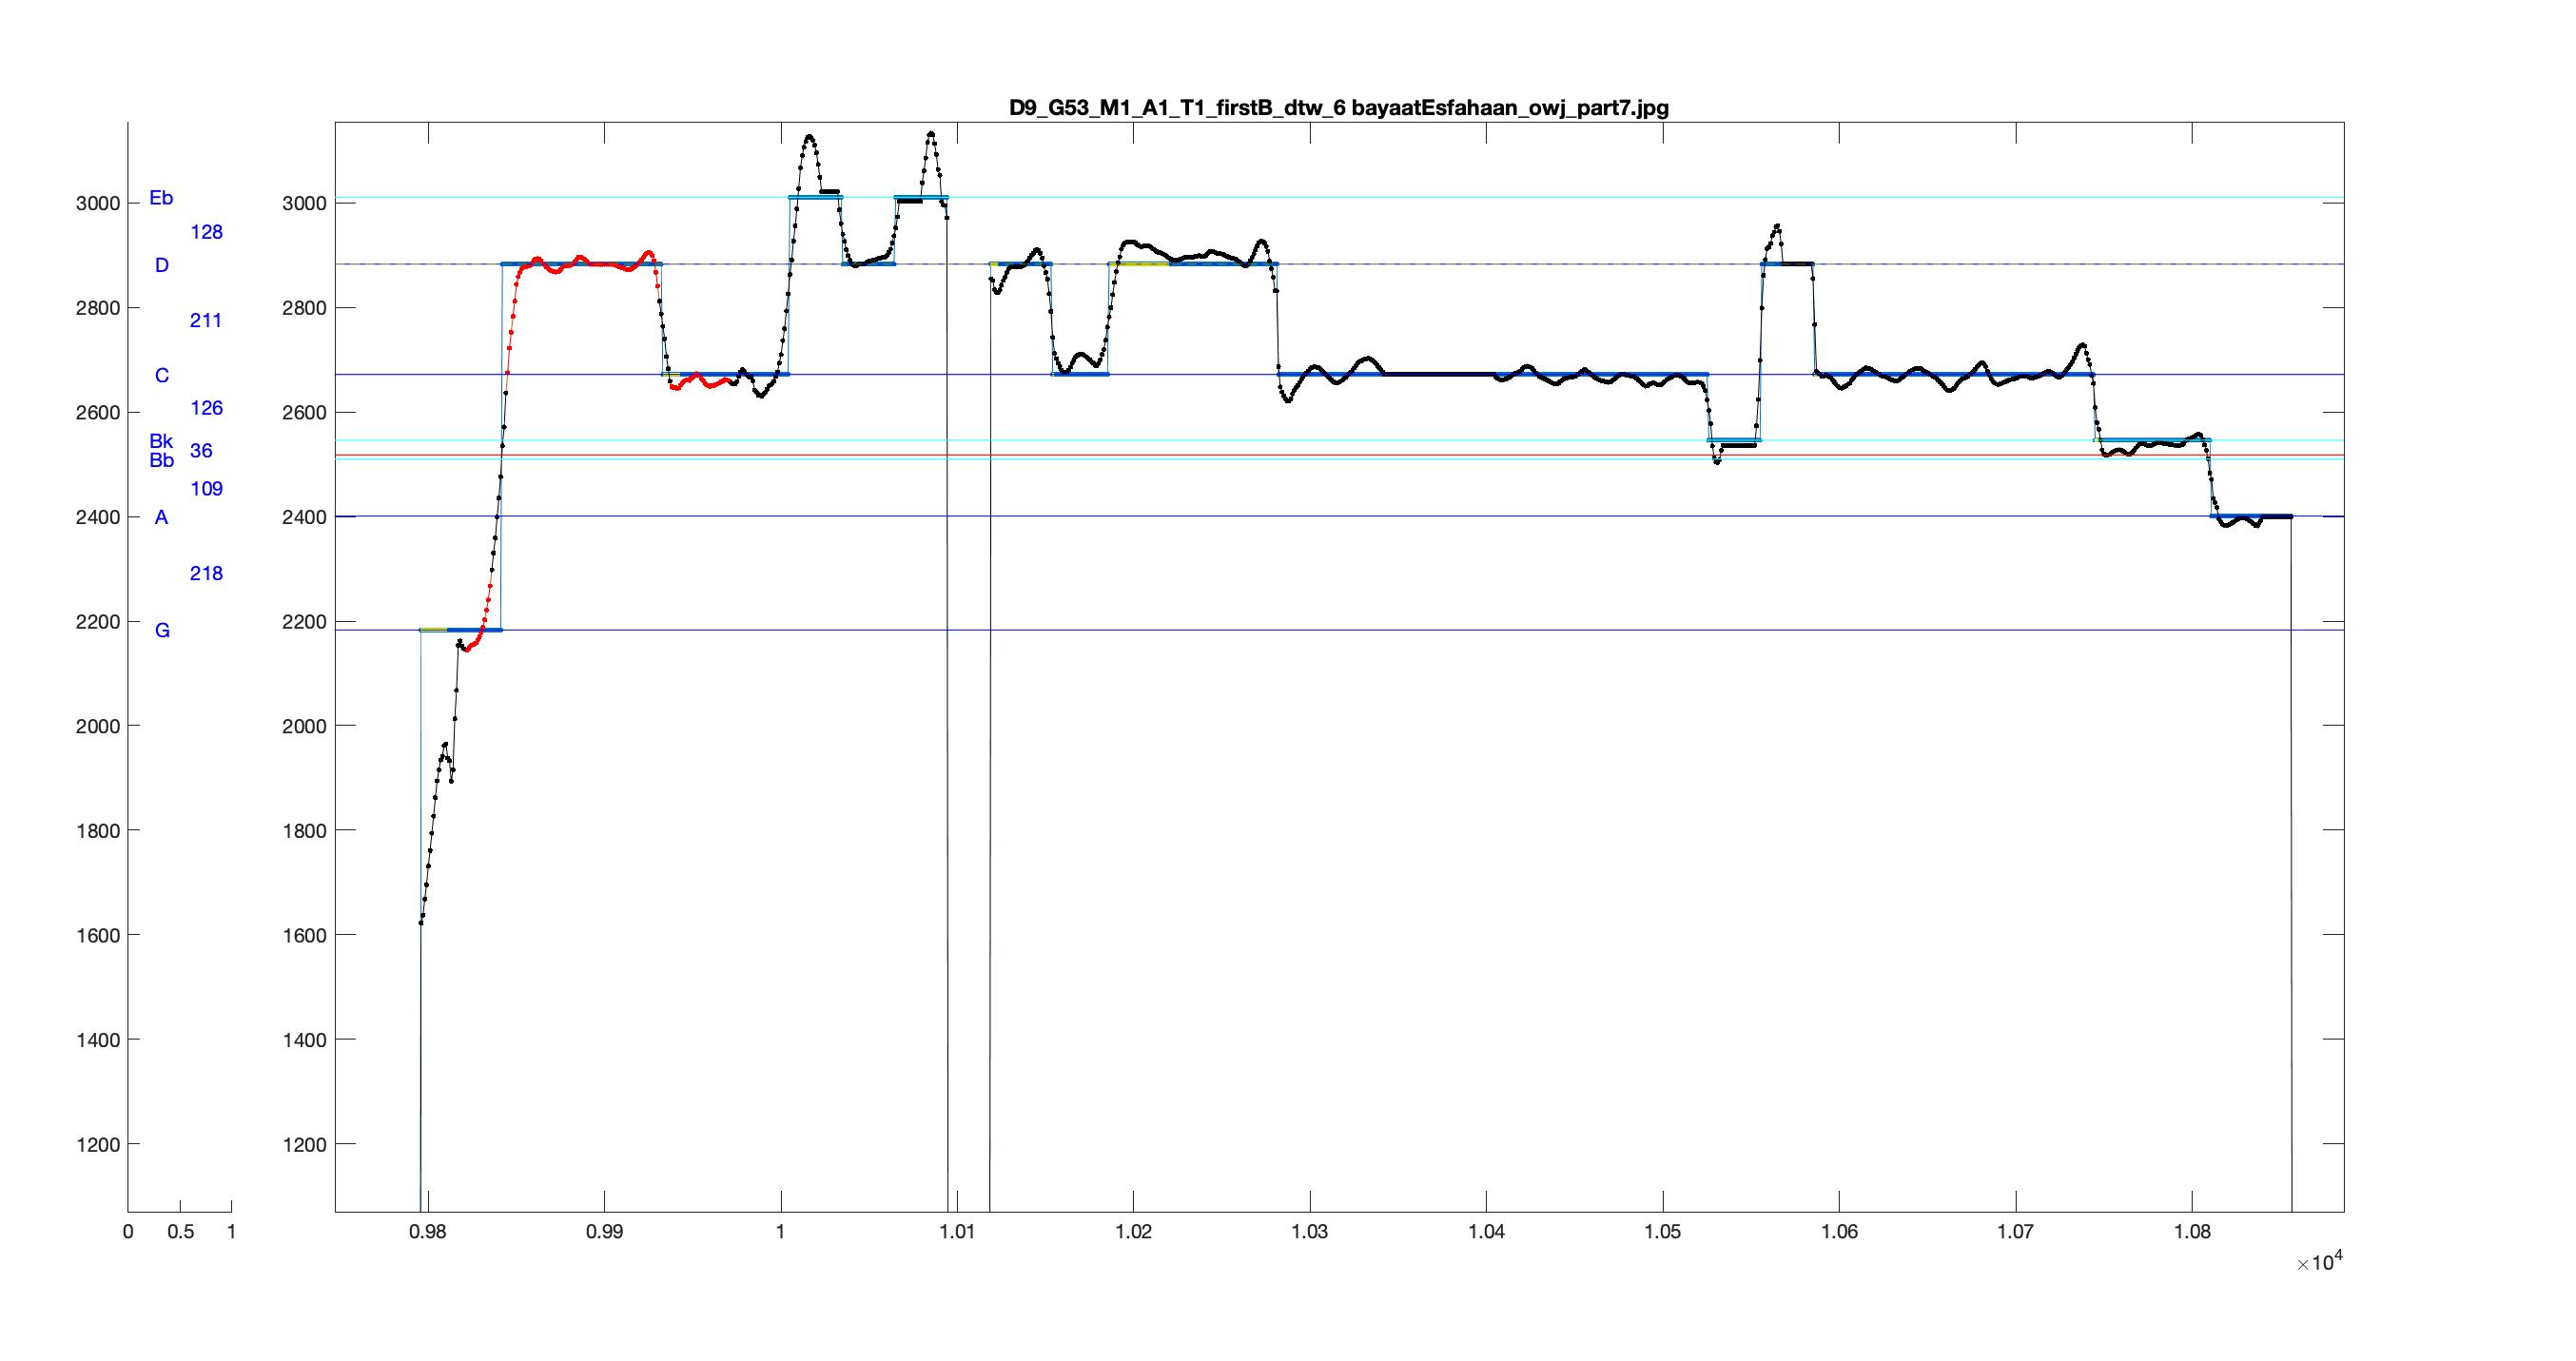 D9_G53_M1_A1_T1_firstB_dtw_6 bayaatEsfahaan_owj_part7.jpg
3000 Eb 3000
128
D
2800 2800
211
C
2600 126 2600
Bk
36
Bb
109
2400 A 2400
218
2200 G 2200
2000 2000
1800 1800
1600 1600
1400 1400
1200 1200
0 0.5 1 0.98 0.99 1 1.01 1.02 1.03 1.04 1.05 1.06 1.07 1.08
×10⁴